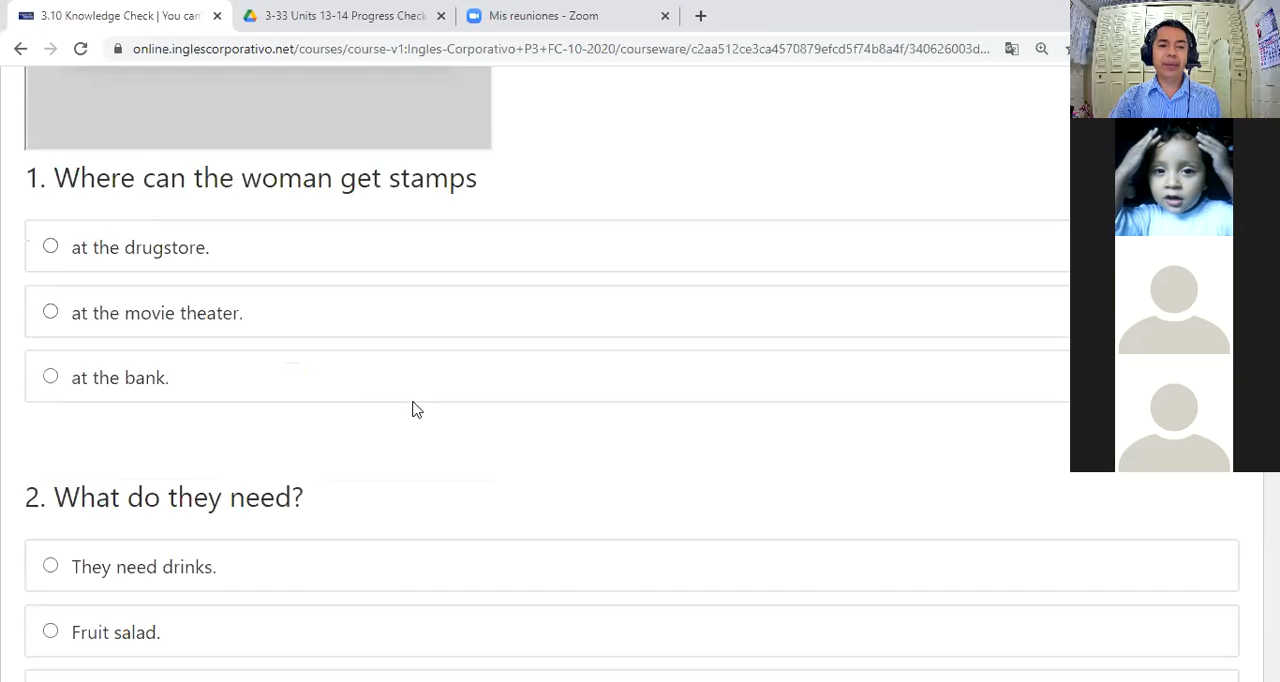 3.10 Knowledge Check | You can'
3-33 Units 13-14 Progress Check
Mis reuniones - Zoom
online.inglescorporativo.net/courses/course-v1:Ingles-Corporativo+P3+FC-10-2020/courseware/c2aa512ce3ca4570879efcd5f74b8a4f/340626003d...
1. Where can the woman get stamps
at the drugstore.
at the movie theater.
at the bank.
2. What do they need?
They need drinks.
Fruit salad.